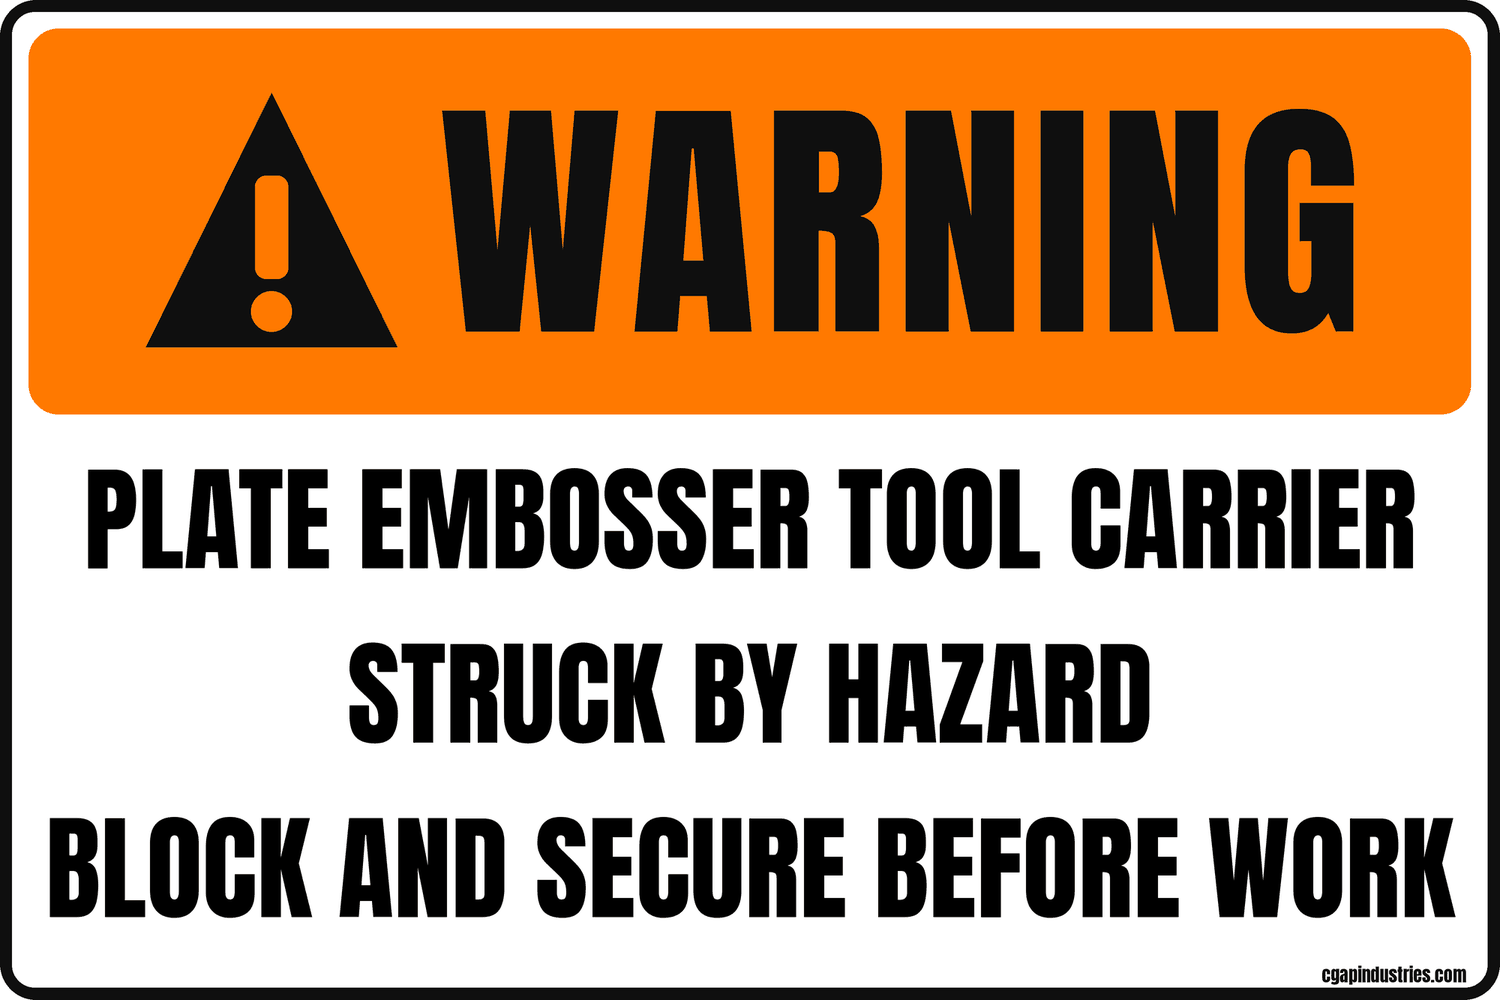 WARNING
PLATE EMBOSSER TOOL CARRIER
STRUCK BY HAZARD
BLOCK AND SECURE BEFORE WORK
cgapindustries.com